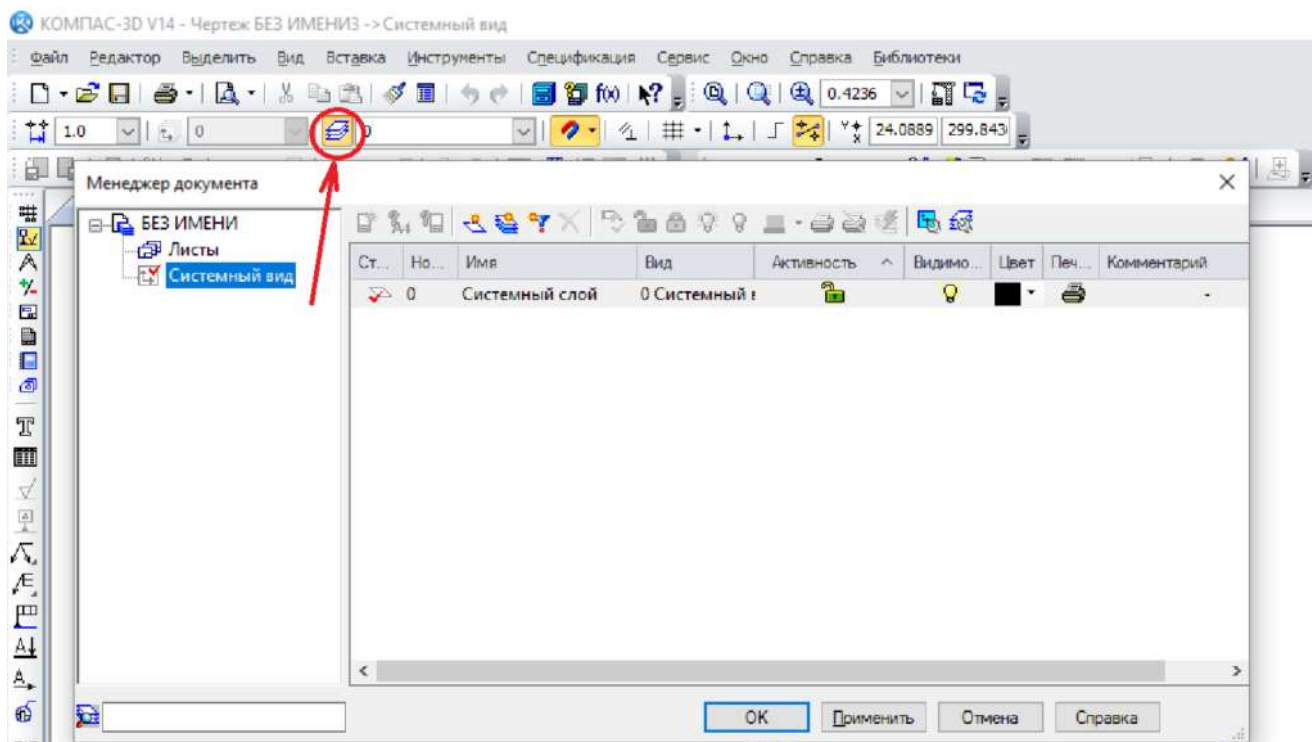 КОМПАС-3D V14 - Чертеж БЕЗ ИМЕНИ3 ->Системный вид
Файл Редактор Выделить Вид Вставка Инструменты Спецификация Сервис Окно Справка Библиотеки
f(x) 0.4236
1.0 0 0 24.0889 299.843
Менеджер документа
БЕЗ ИМЕНИ
Листы
Системный вид
Ст... Но... Имя Вид Активность Видимо... Цвет Печ... Комментарий
0 Системный слой 0 Системный -
OK Применить Отмена Справка